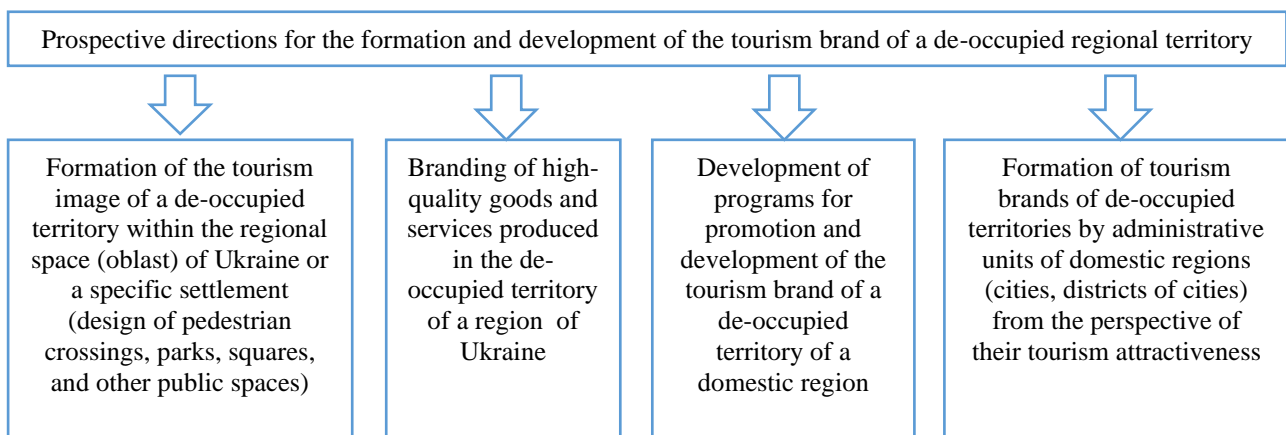 Prospective directions for the formation and development of the tourism brand of a de-occupied regional territory
Formation of the tourism
image of a de-occupied
territory within the regional
space (oblast) of Ukraine or
a specific settlement
(design of pedestrian
crossings, parks, squares,
and other public spaces)
Branding of high-
quality goods and
services produced
in the de-
occupied territory
of a region of
Ukraine
Development of
programs for
promotion and
development of the
tourism brand of a
de-occupied
territory of a
domestic region
Formation of tourism
brands of de-occupied
territories by administrative
units of domestic regions
(cities, districts of cities)
from the perspective of
their tourism attractiveness